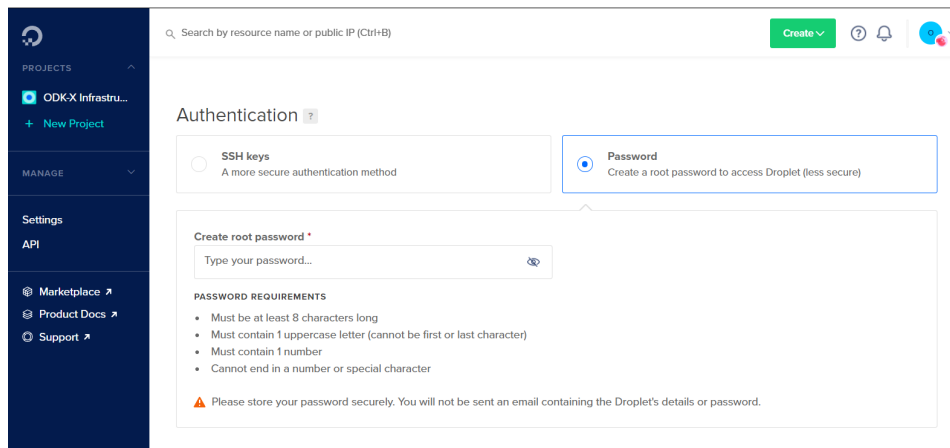 Search by resource name or public IP (Ctrl+B)
Create
?
PROJECTS
ODK-X Infrastru...
+ New Project
MANAGE
Settings
API
Marketplace
Product Docs
Support
Authentication ?
SSH keys
A more secure authentication method
Password
Create a root password to access Droplet (less secure)
Create root password *
Type your password...
PASSWORD REQUIREMENTS
• Must be at least 8 characters long
• Must contain 1 uppercase letter (cannot be first or last character)
• Must contain 1 number
• Cannot end in a number or special character
Please store your password securely. You will not be sent an email containing the Droplet's details or password.